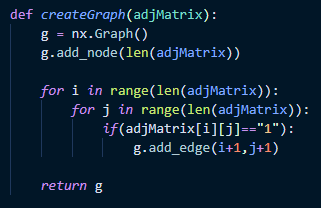 def createGraph(adjMatrix):
    g = nx.Graph()
    g.add_node(len(adjMatrix))
    for i in range(len(adjMatrix)):
        for j in range(len(adjMatrix)):
            if(adjMatrix[i][j]=="1"):
                g.add_edge(i+1,j+1)
    return g